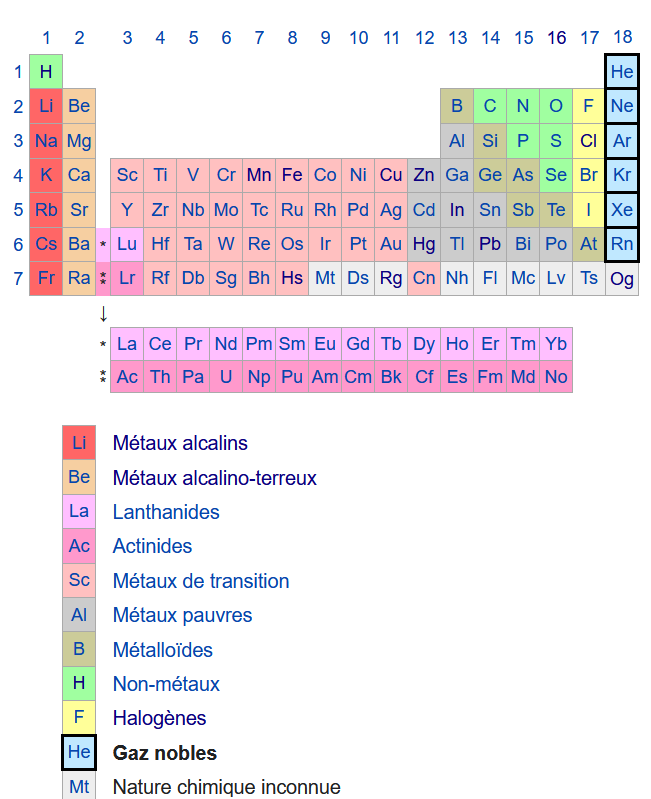 1 2 3 4 5 6 7 8 9 10 11 12 13 14 15 16 17 18
1 H He
2 Li Be B C N O F Ne
3 Na Mg Al Si P S Cl Ar
4 K Ca Sc Ti V Cr Mn Fe Co Ni Cu Zn Ga Ge As Se Br Kr
5 Rb Sr Y Zr Nb Mo Tc Ru Rh Pd Ag Cd In Sn Sb Te I Xe
6 Cs Ba * Lu Hf Ta W Re Os Ir Pt Au Hg Tl Pb Bi Po At Rn
7 Fr Ra ** Lr Rf Db Sg Bh Hs Mt Ds Rg Cn Nh Fl Mc Lv Ts Og
↓
* La Ce Pr Nd Pm Sm Eu Gd Tb Dy Ho Er Tm Yb
** Ac Th Pa U Np Pu Am Cm Bk Cf Es Fm Md No
Li Métaux alcalins
Be Métaux alcalino-terreux
La Lanthanides
Ac Actinides
Sc Métaux de transition
Al Métaux pauvres
B Métalloïdes
H Non-métaux
F Halogènes
He Gaz nobles
Mt Nature chimique inconnue